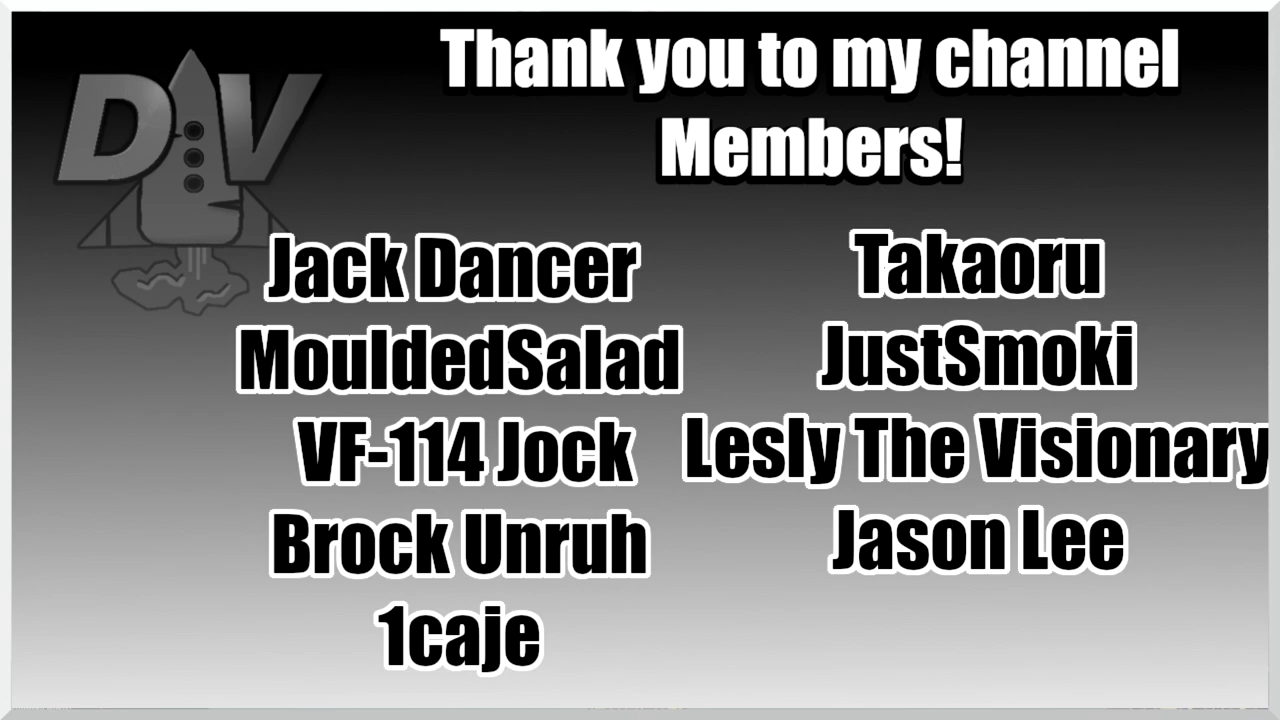 DV
Thank you to my channel
Members!
Jack Dancer
MouldedSalad
VF-114 Jock
Brock Unruh
1caje
Takaoru
JustSmoki
Lesly The Visionary
Jason Lee